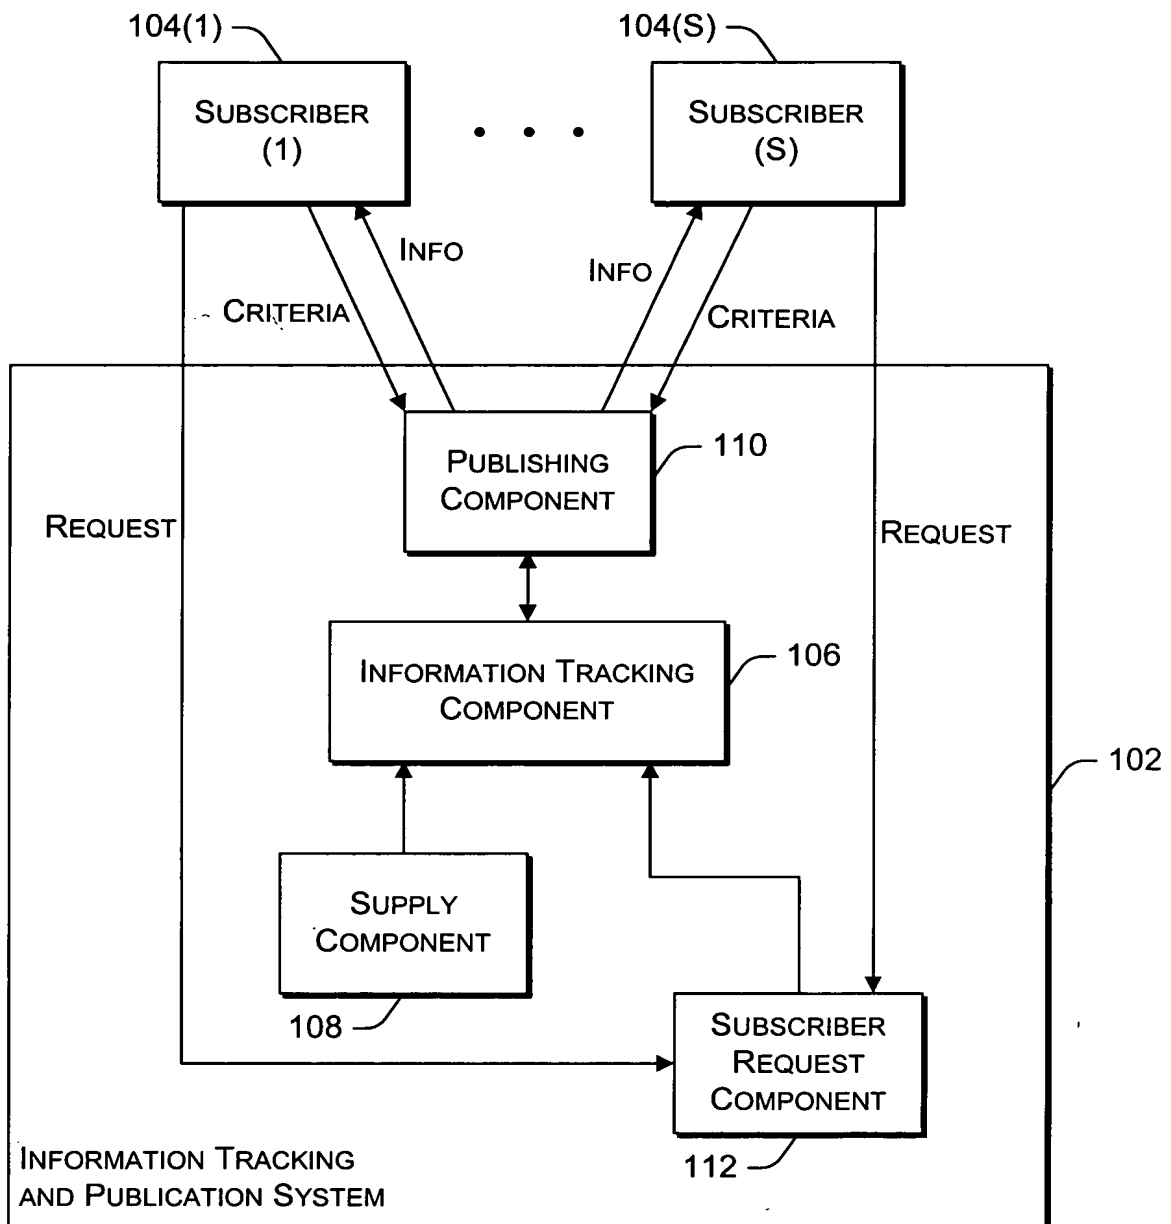 104(1)
104(S)
SUBSCRIBER
(1)
SUBSCRIBER
(S)
INFO
INFO
CRITERIA
CRITERIA
PUBLISHING
COMPONENT
110
REQUEST
REQUEST
INFORMATION TRACKING
COMPONENT
106
102
SUPPLY
COMPONENT
108
SUBSCRIBER
REQUEST
COMPONENT
112
INFORMATION TRACKING
AND PUBLICATION SYSTEM